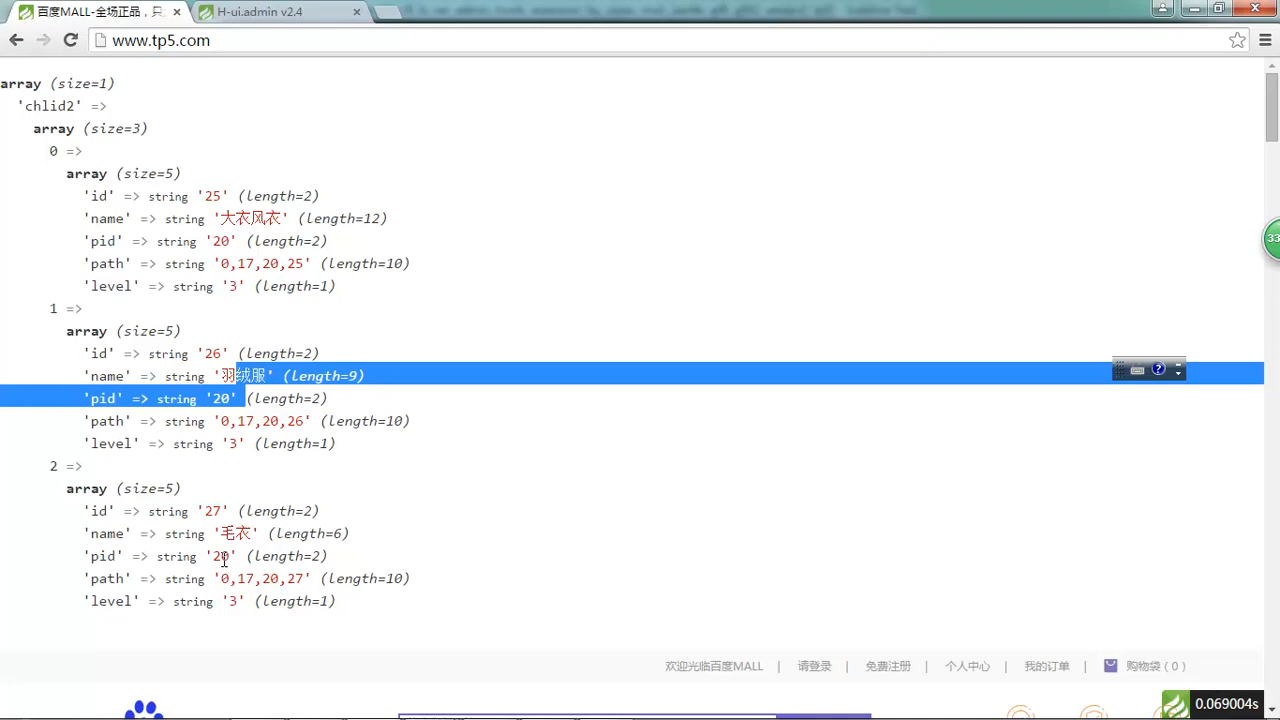 百度MALL-全场正品，只
H-ui.admin v2.4
www.tp5.com
array (size=1)
'chlid2' =>
array (size=3)
0 =>
array (size=5)
'id' => string '25' (length=2)
'name' => string '大衣风衣' (length=12)
'pid' => string '20' (length=2)
'path' => string '0,17,20,25' (length=10)
'level' => string '3' (length=1)
1 =>
array (size=5)
'id' => string '26' (length=2)
'name' => string '羽绒服' (length=9)
'pid' => string '20' (length=2)
'path' => string '0,17,20,26' (length=10)
'level' => string '3' (length=1)
2 =>
array (size=5)
'id' => string '27' (length=2)
'name' => string '毛衣' (length=6)
'pid' => string '20' (length=2)
'path' => string '0,17,20,27' (length=10)
'level' => string '3' (length=1)
33
欢迎光临百度MALL | 请登录 | 免费注册 | 个人中心 | 我的订单 | 购物袋 ( 0 )
0.069004s